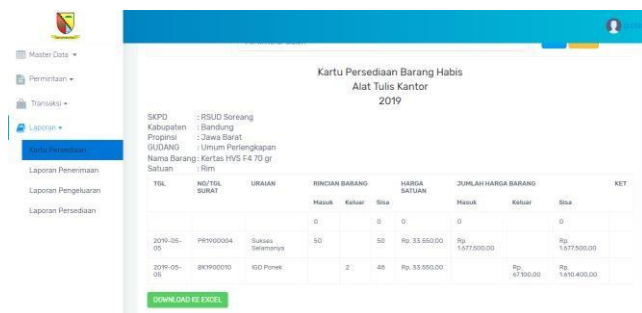 Master Data
Permintaan
Transaksi
Laporan
Kartu Persediaan
Laporan Penerimaan
Laporan Pengeluaran
Laporan Persediaan
Kartu Persediaan Barang Habis
Alat Tulis Kantor
2019
SKPD : RSUD Soreang
Kabupaten : Bandung
Propinsi : Jawa Barat
GUDANG : Umum Perlengkapan
Nama Barang : Kertas HVS F4 70 gr
Satuan : Rim
TGL NO/TGL SURAT URAIAN RINCIAN BARANG HARGA SATUAN JUMLAH HARGA BARANG KET
Masuk Keluar Sisa Masuk Keluar Sisa
0 0 0 0 0
2019-05-05 PR1900004 Sukses Selamanya 50 50 Rp. 33.550,00 Rp. 1.677.500,00 Rp. 1.677.500,00
2019-05-05 BK1900010 IGD Ponek 2 48 Rp. 33.550,00 Rp. 67.100,00 Rp. 1.610.400,00
DOWNLOAD KE EXCEL